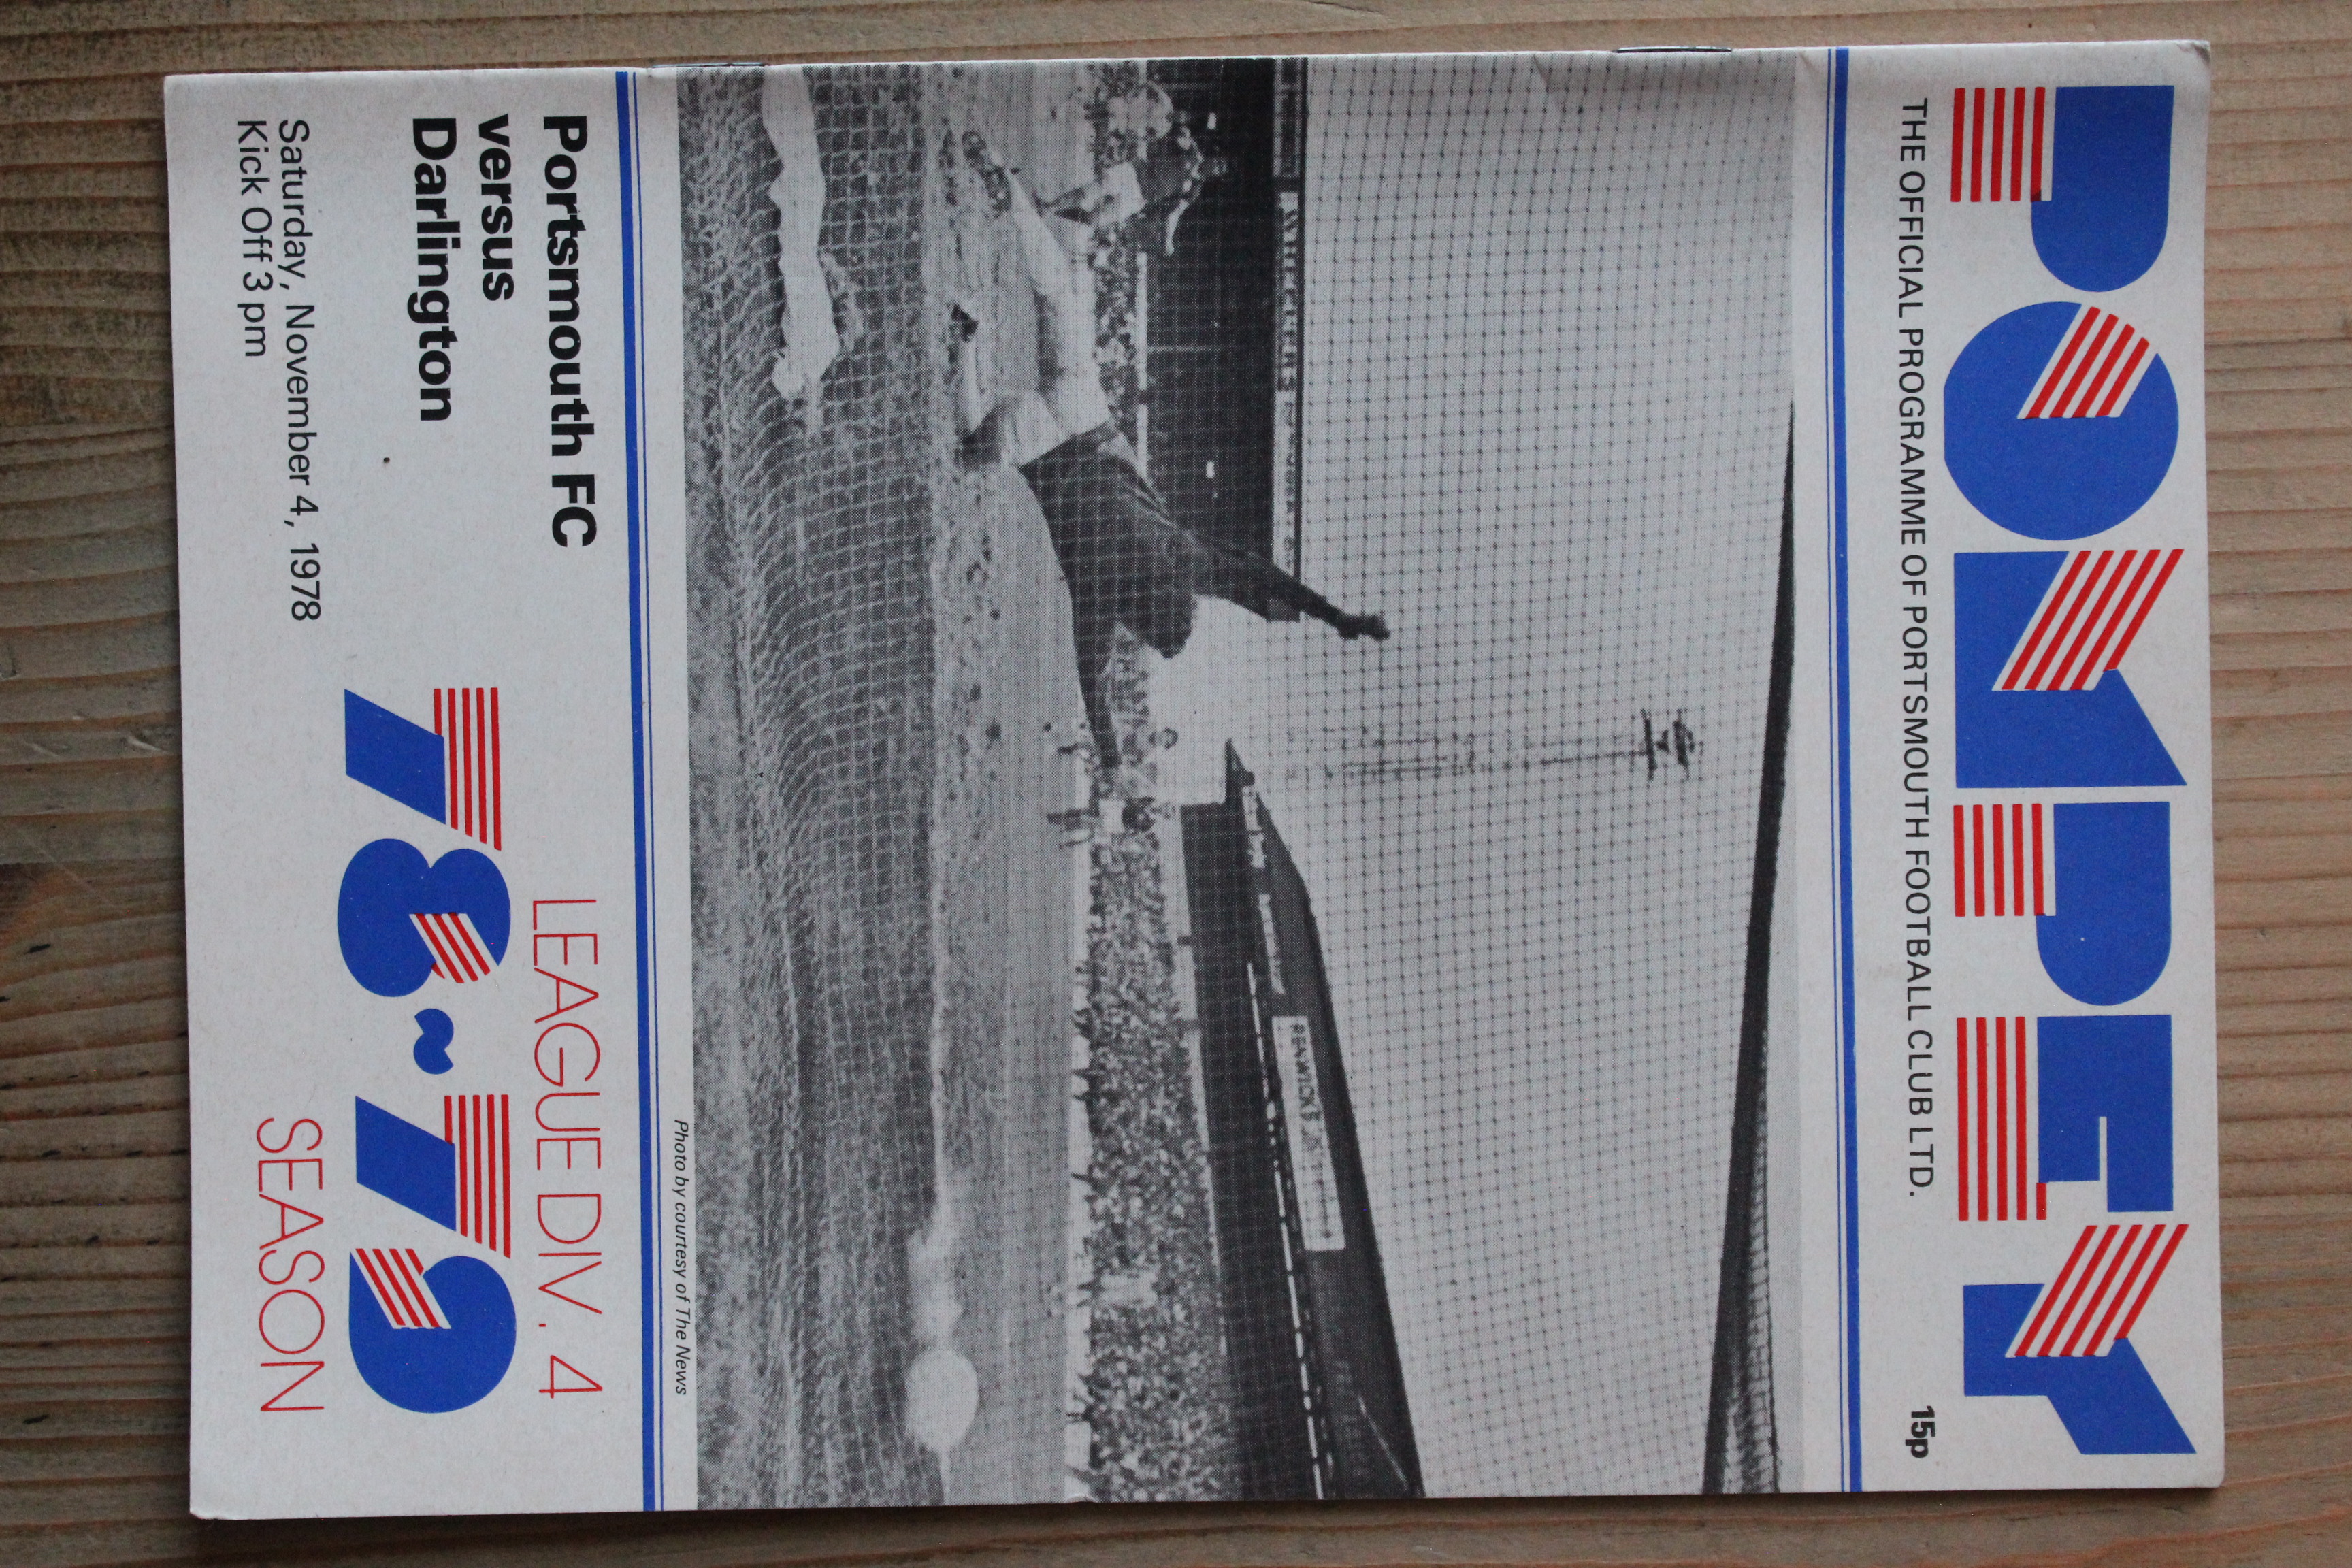 POMPEY
THE OFFICIAL PROGRAMME OF PORTSMOUTH FOOTBALL CLUB LTD.
15p
Photo by courtesy of The News
Portsmouth FC
versus
Darlington
Saturday, November 4, 1978
Kick Off 3 pm
LEAGUE DIV. 4
78~79
SEASON